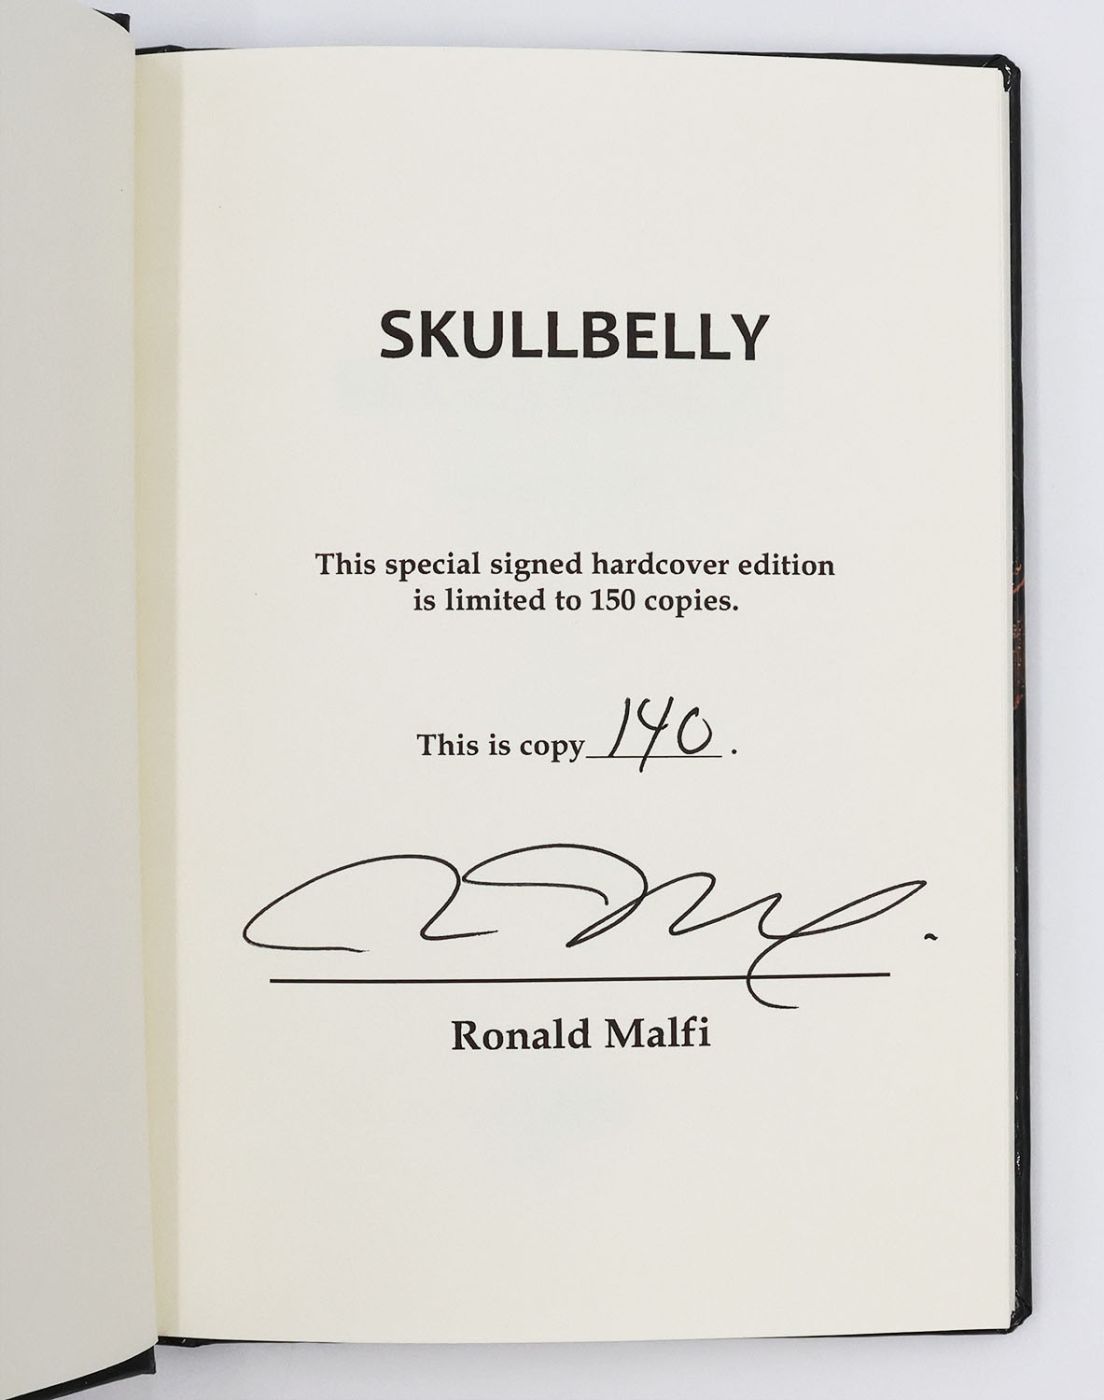 SKULLBELLY
This special signed hardcover edition
is limited to 150 copies.
This is copy 140.
Ronald Malfi